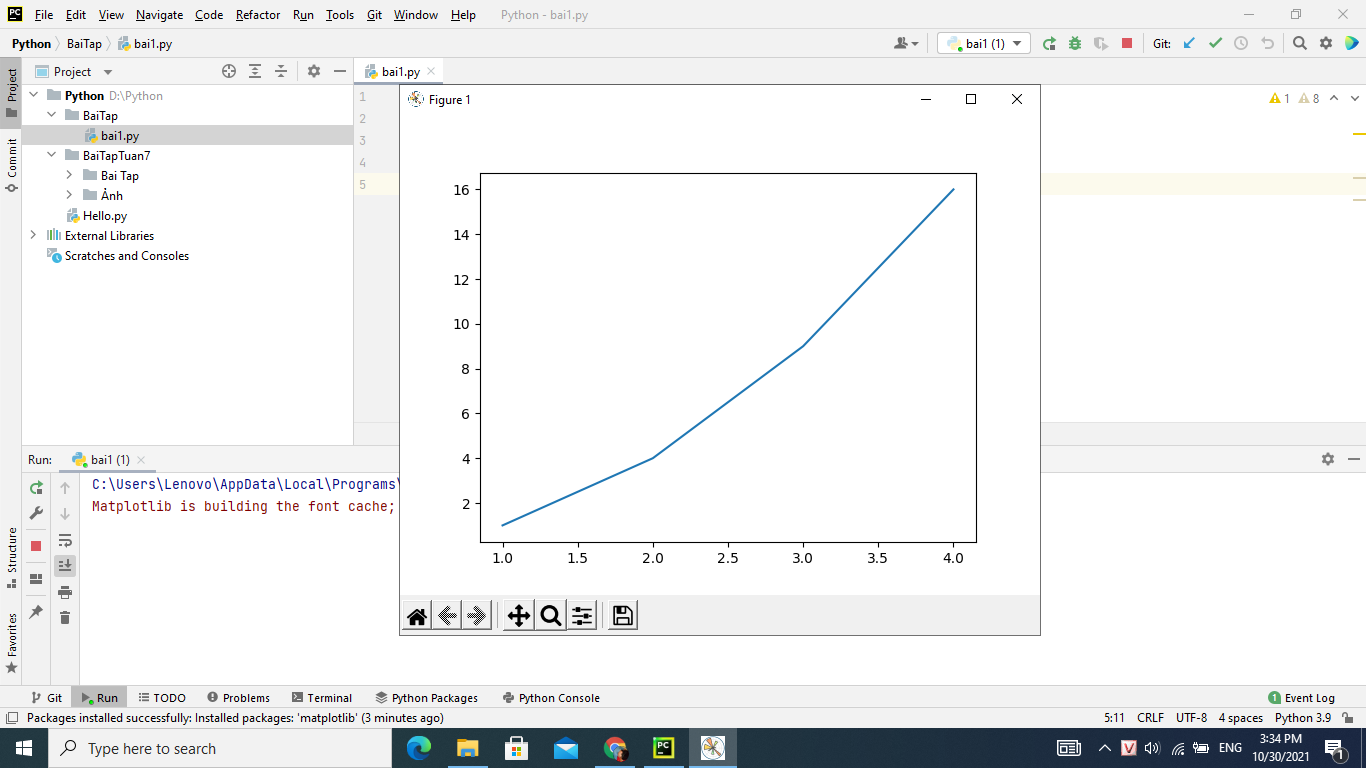 PC File Edit View Navigate Code Refactor Run Tools Git Window Help Python - bai1.py
Python BaiTap bai1.py bai1 (1) Git:
Project
Commit
Structure
Favorites
Project
Python D:\Python
BaiTap
bai1.py
BaiTapTuan7
Bai Tap
Ảnh
Hello.py
External Libraries
Scratches and Consoles
bai1.py
1
2
3
4
5
1 8
Figure 1
16
14
12
10
8
6
4
2
1.0 1.5 2.0 2.5 3.0 3.5 4.0
Run: bai1 (1)
C:\Users\Lenovo\AppData\Local\Programs\
Matplotlib is building the font cache;
Git Run TODO Problems Terminal Python Packages Python Console 1 Event Log
Packages installed successfully: Installed packages: 'matplotlib' (3 minutes ago) 5:11 CRLF UTF-8 4 spaces Python 3.9
Type here to search PC V ENG 3:34 PM
10/30/2021 1